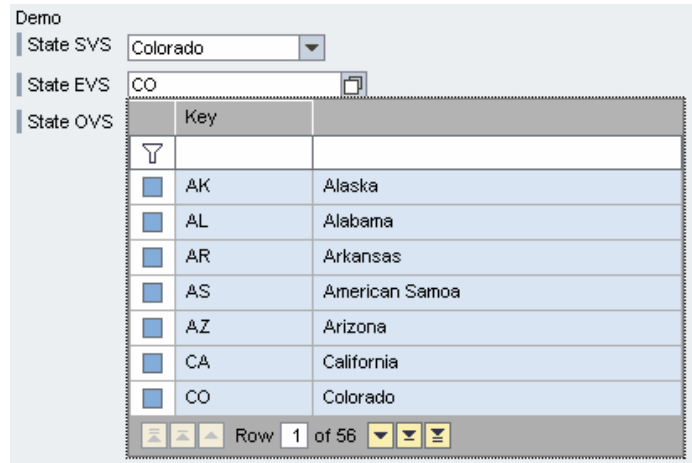 Demo
State SVS Colorado
State EVS CO
State OVS
Key
AK Alaska
AL Alabama
AR Arkansas
AS American Samoa
AZ Arizona
CA California
CO Colorado
Row 1 of 56